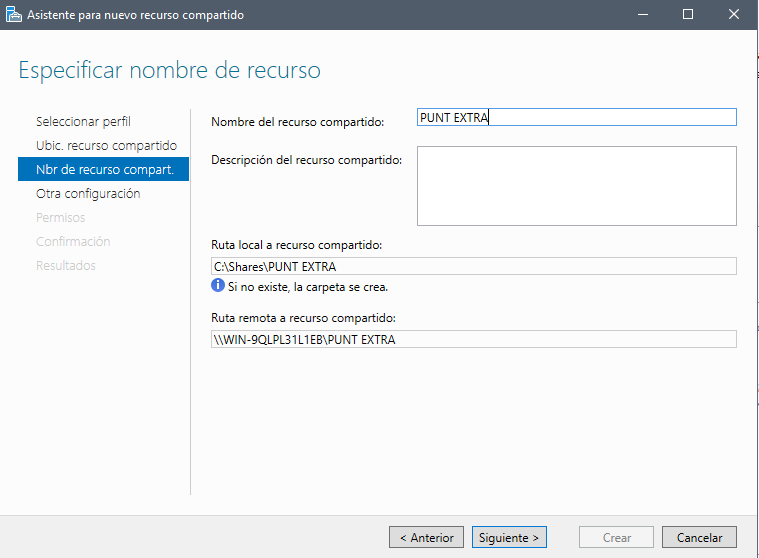 Asistente para nuevo recurso compartido
Especificar nombre de recurso
Seleccionar perfil
Ubic. recurso compartido
Nbr de recurso compart.
Otra configuración
Permisos
Confirmación
Resultados
Nombre del recurso compartido:
PUNT EXTRA
Descripción del recurso compartido:
Ruta local a recurso compartido:
C:\Shares\PUNT EXTRA
Si no existe, la carpeta se crea.
Ruta remota a recurso compartido:
\\WIN-9QLPL31L1EB\PUNT EXTRA
< Anterior
Siguiente >
Crear
Cancelar